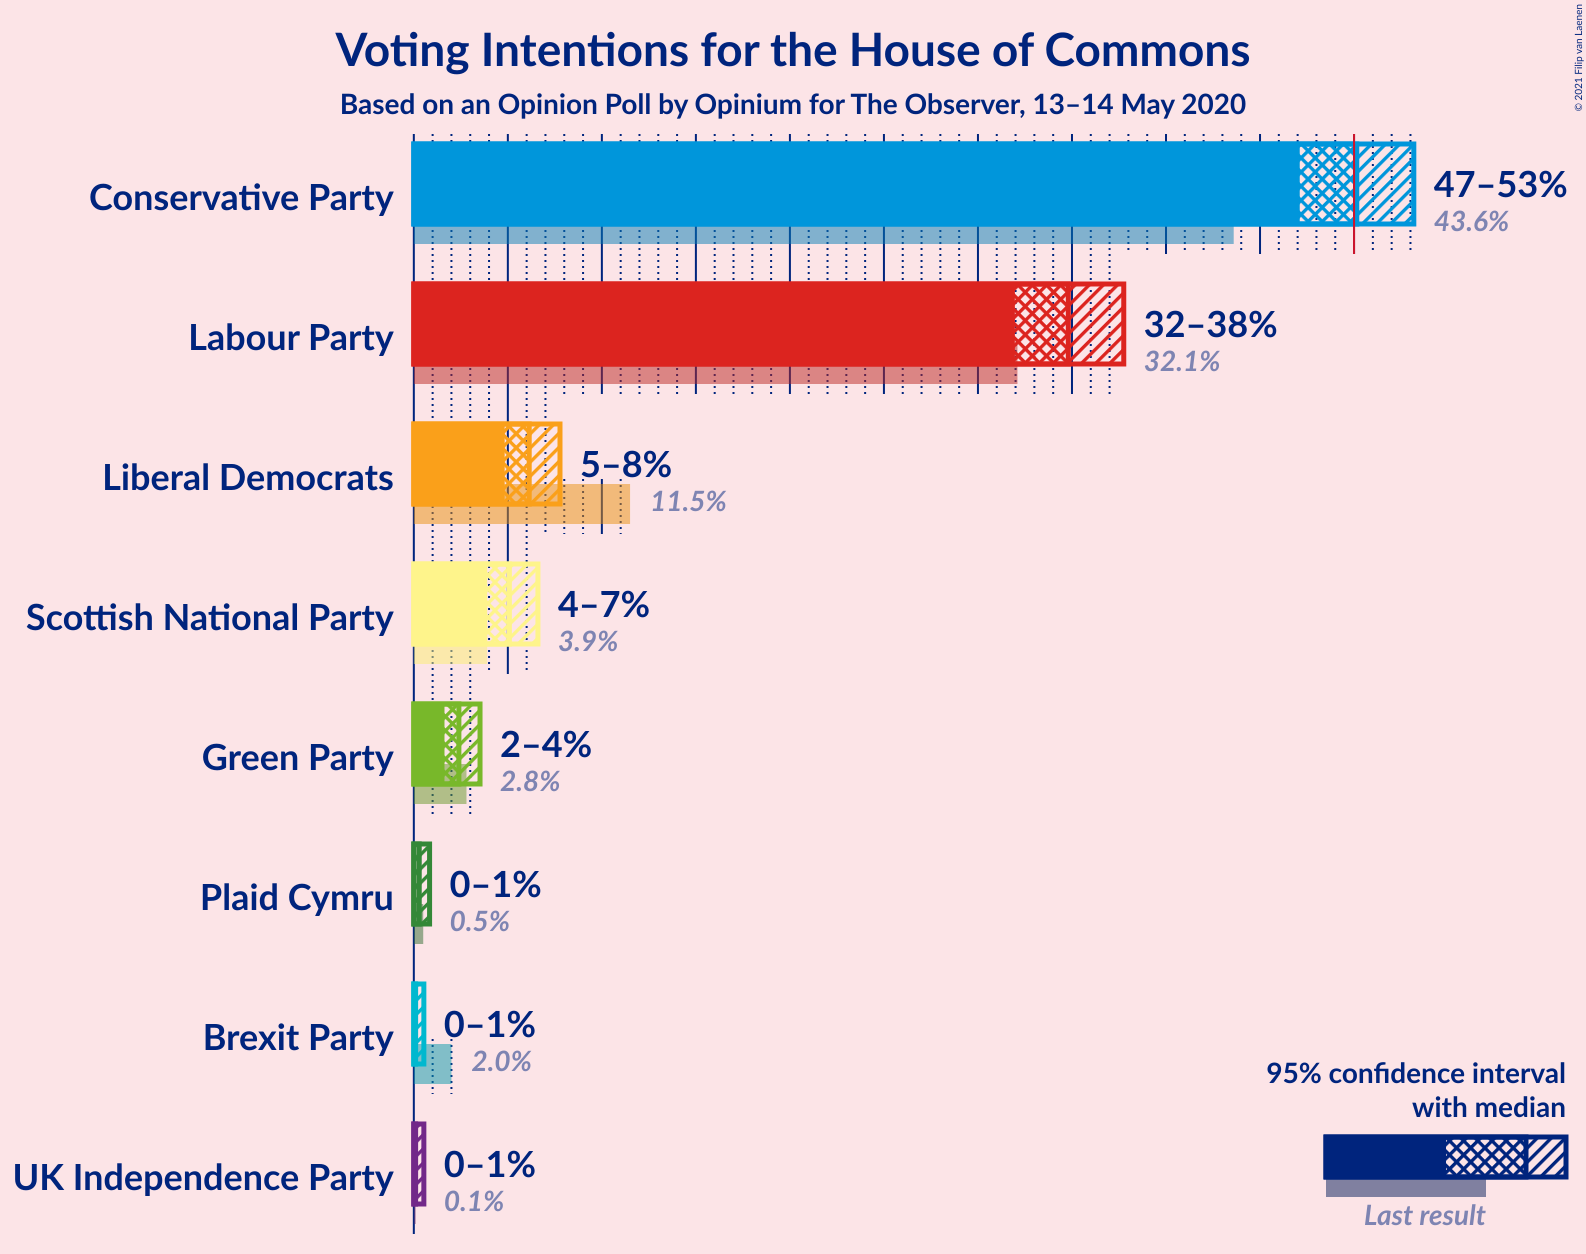 Voting Intentions for the House of Commons
Based on an Opinion Poll by Opinium for The Observer, 13–14 May 2020
© 2021 Filip van Laenen
Conservative Party
47–53%
43.6%
Labour Party
32–38%
32.1%
Liberal Democrats
5–8%
11.5%
Scottish National Party
4–7%
3.9%
Green Party
2–4%
2.8%
Plaid Cymru
0–1%
0.5%
Brexit Party
0–1%
2.0%
UK Independence Party
0–1%
0.1%
95% confidence interval
with median
Last result